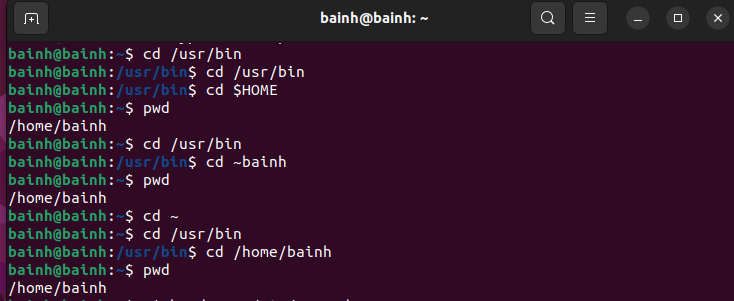 bainh@bainh: ~
bainh@bainh:~$ cd /usr/bin
bainh@bainh:/usr/bin$ cd /usr/bin
bainh@bainh:/usr/bin$ cd $HOME
bainh@bainh:~$ pwd
/home/bainh
bainh@bainh:~$ cd /usr/bin
bainh@bainh:/usr/bin$ cd ~bainh
bainh@bainh:~$ pwd
/home/bainh
bainh@bainh:~$ cd ~
bainh@bainh:~$ cd /usr/bin
bainh@bainh:/usr/bin$ cd /home/bainh
bainh@bainh:~$ pwd
/home/bainh